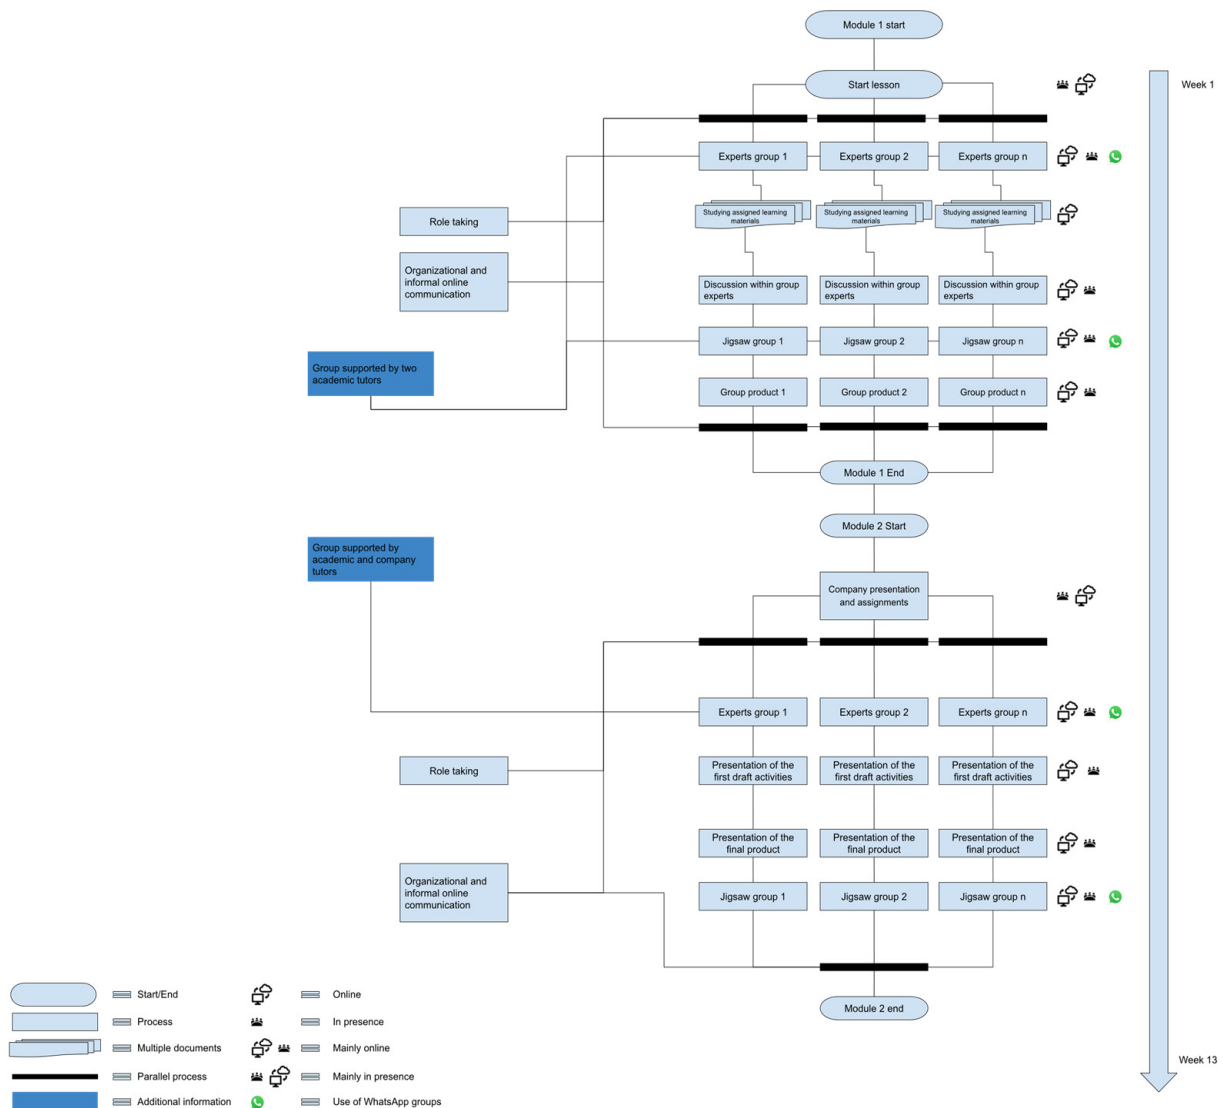 Module 1 start
Start lesson
Week 1
Experts group 1
Experts group 2
Experts group n
Studying assigned learning
materials
Studying assigned learning
materials
Studying assigned learning
materials
Role taking
Organizational and
informal online
communication
Discussion within group
experts
Discussion within group
experts
Discussion within group
experts
Jigsaw group 1
Jigsaw group 2
Jigsaw group n
Group supported by two
academic tutors
Group product 1
Group product 2
Group product n
Module 1 End
Module 2 Start
Group supported by
academic and company
tutors
Company presentation
and assignments
Experts group 1
Experts group 2
Experts group n
Role taking
Presentation of the
first draft activities
Presentation of the
first draft activities
Presentation of the
first draft activities
Presentation of the
final product
Presentation of the
final product
Presentation of the
final product
Organizational and
informal online
communication
Jigsaw group 1
Jigsaw group 2
Jigsaw group n
Module 2 end
Week 13
Start/End
Online
Process
In presence
Multiple documents
Mainly online
Parallel process
Mainly in presence
Additional information
Use of WhatsApp groups